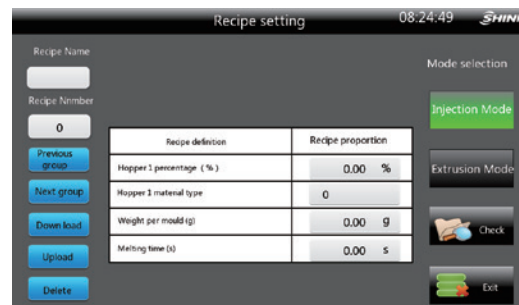 Recipe setting
08:24:49
SHINI
Recipe Name
Mode selection
Recipe Nnmber
0
Injection Mode
Recipe definition
Recipe proportion
Previous
group
Hopper 1 percentage ( % )
0.00 %
Extrusion Mode
Next group
Hopper 1 matenal type
0
Down load
Weight per mould (g)
0.00 g
Check
Upload
Melting time (s)
0.00 s
Delete
Exit